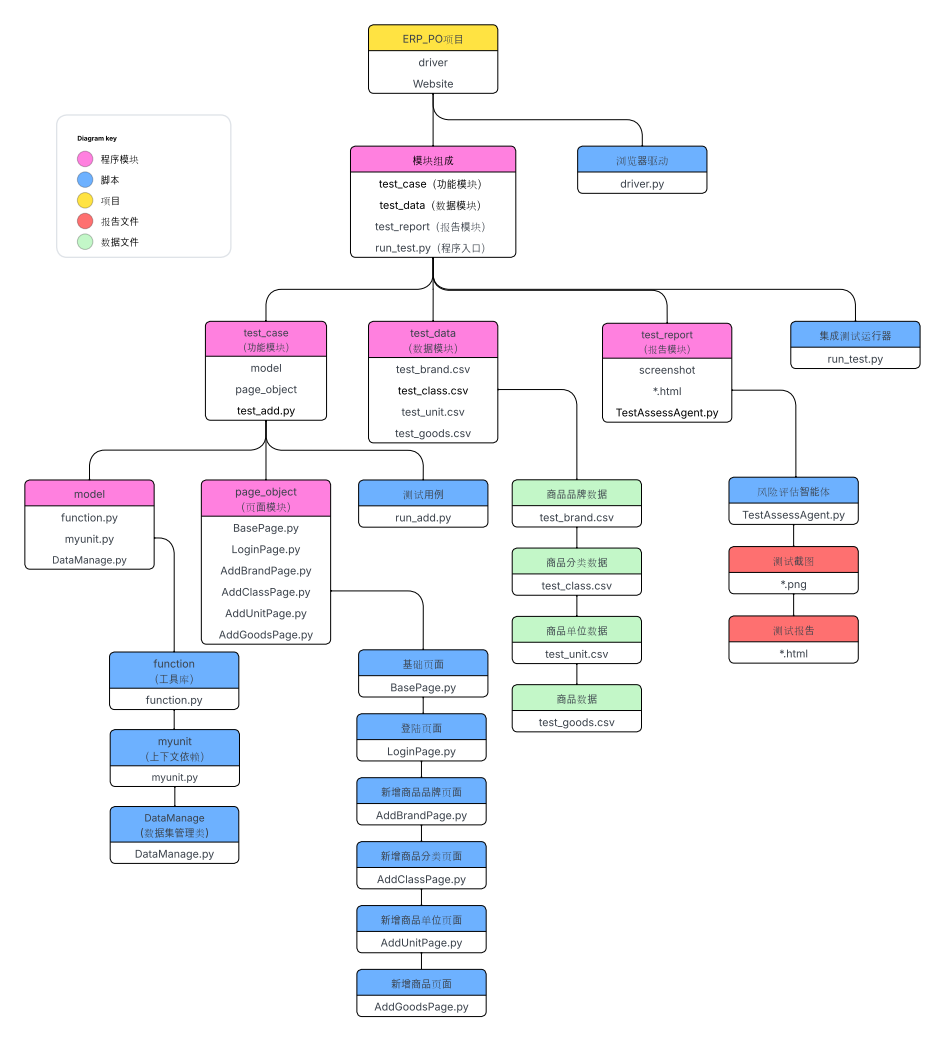 ERP_PO项目
driver
Website
Diagram key
程序模块
脚本
项目
报告文件
数据文件
模块组成
test_case（功能模块）
test_data（数据模块）
test_report（报告模块）
run_test.py（程序入口）
浏览器驱动
driver.py
test_case
（功能模块）
model
page_object
test_add.py
test_data
（数据模块）
test_brand.csv
test_class.csv
test_unit.csv
test_goods.csv
test_report
（报告模块）
screenshot
*.html
TestAssessAgent.py
集成测试运行器
run_test.py
model
function.py
myunit.py
DataManage.py
page_object
（页面模块）
BasePage.py
LoginPage.py
AddBrandPage.py
AddClassPage.py
AddUnitPage.py
AddGoodsPage.py
测试用例
run_add.py
商品品牌数据
test_brand.csv
商品分类数据
test_class.csv
商品单位数据
test_unit.csv
商品数据
test_goods.csv
风险评估智能体
TestAssessAgent.py
测试截图
*.png
测试报告
*.html
function
（工具库）
function.py
myunit
（上下文依赖）
myunit.py
DataManage
(数据集管理类)
DataManage.py
基础页面
BasePage.py
登陆页面
LoginPage.py
新增商品品牌页面
AddBrandPage.py
新增商品分类页面
AddClassPage.py
新增商品单位页面
AddUnitPage.py
新增商品页面
AddGoodsPage.py